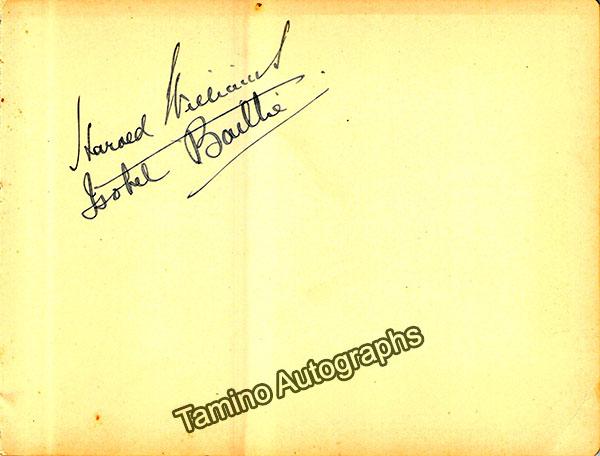 Harold Williams
Isobel Baillie
Tamino Autographs